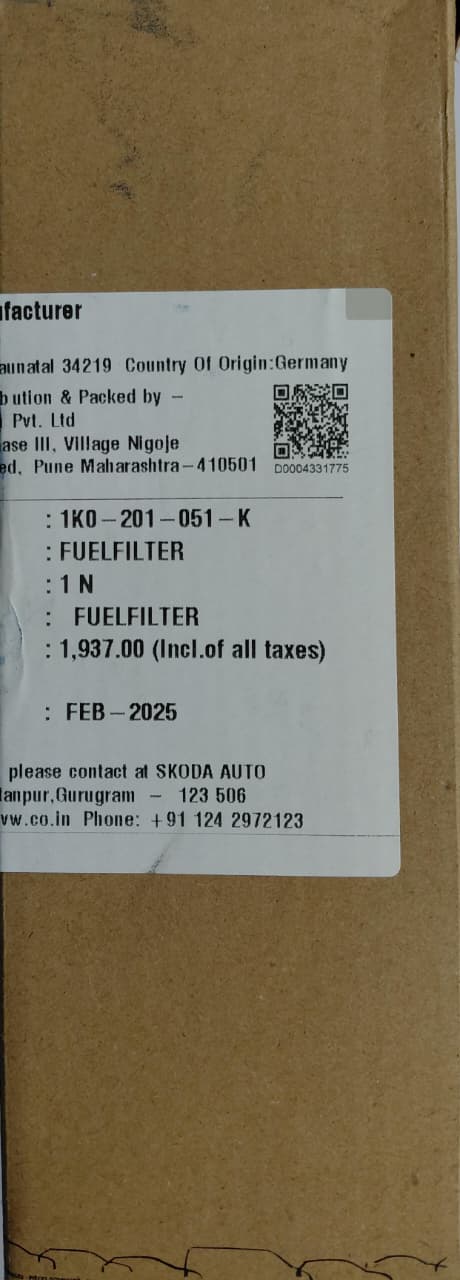 ufacturer
aunatal 34219 Country Of Origin:Germany
bution & Packed by –
Pvt. Ltd
ase III, Village Nigoje
ed, Pune Maharashtra–410501
D0004331775
: 1K0–201–051–K
: FUELFILTER
: 1 N
: FUELFILTER
: 1,937.00 (Incl.of all taxes)
: FEB–2025
please contact at SKODA AUTO
anpur,Gurugram – 123 506
vw.co.in Phone: +91 124 2972123